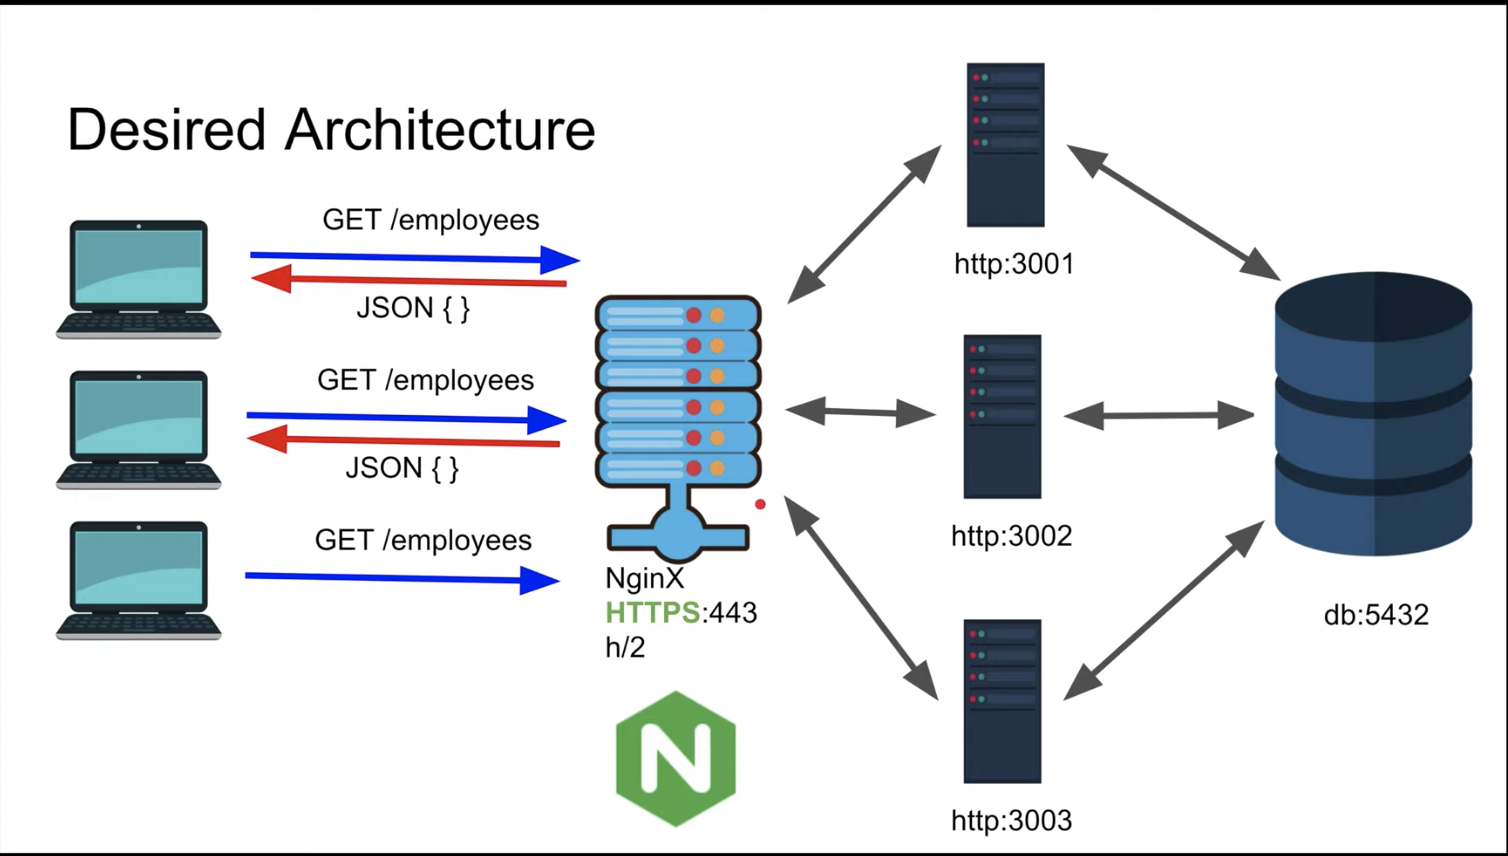 Desired Architecture
GET /employees
JSON { }
GET /employees
JSON { }
GET /employees
NginX
HTTPS:443
h/2
N
http:3001
http:3002
http:3003
db:5432